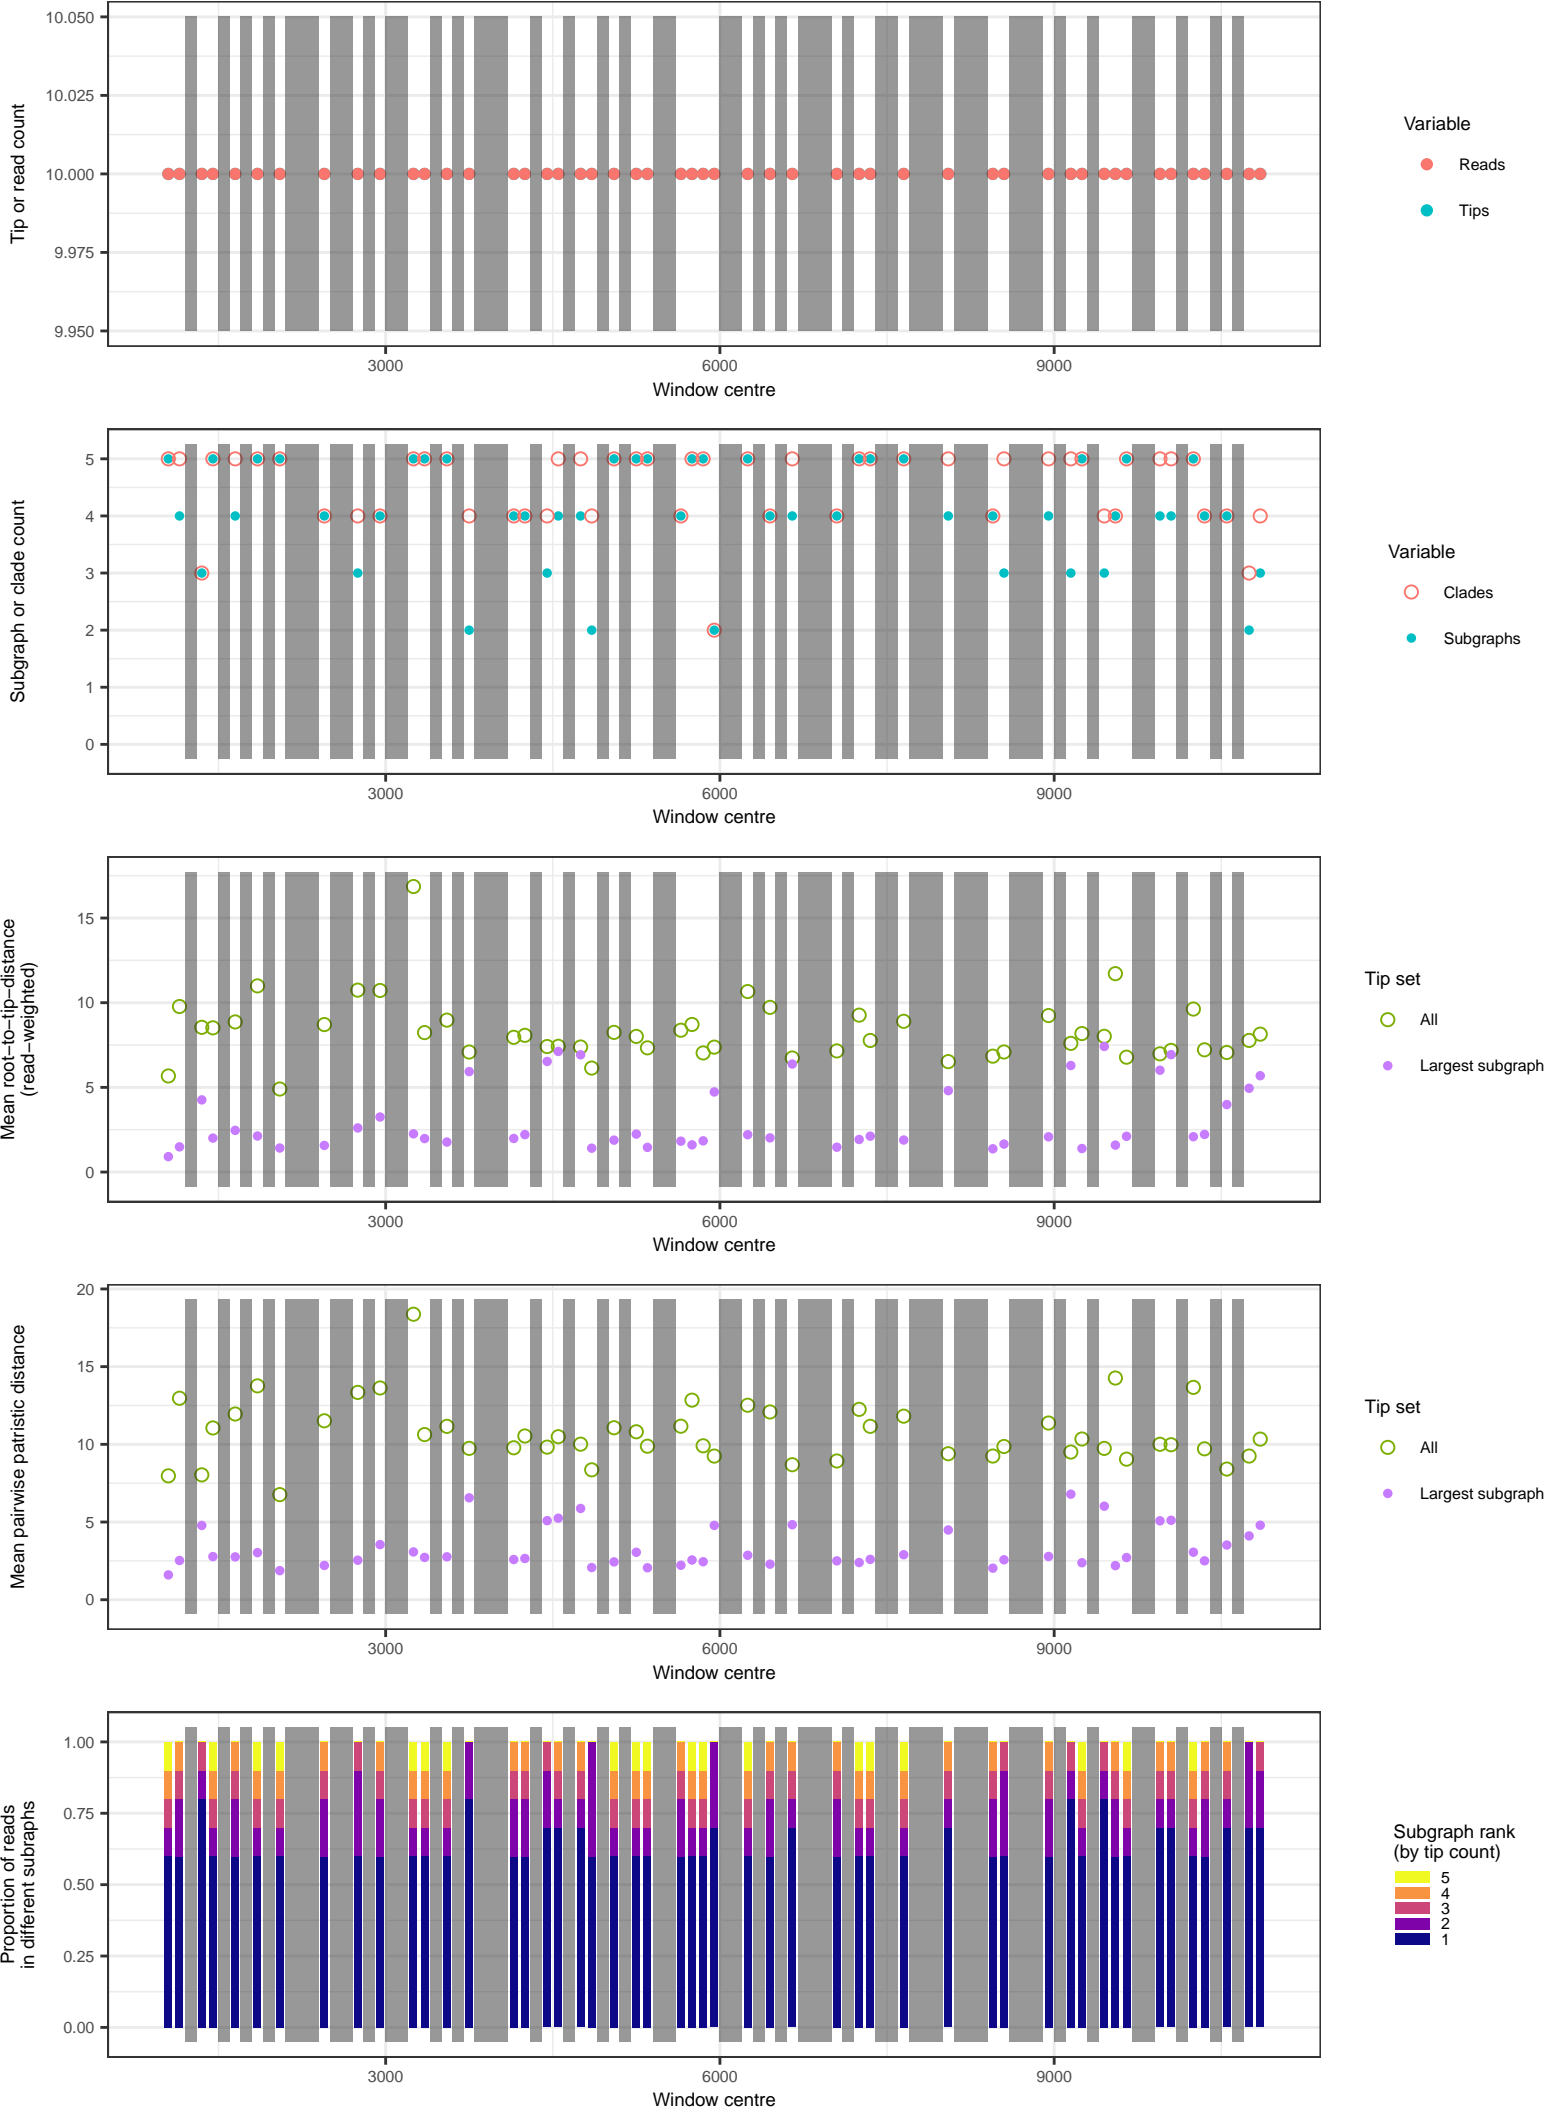 10.050
10.025
10.000
9.975
9.950
Tip or read count
3000
6000
9000
Window centre
Variable
Reads
Tips
5
4
3
2
1
0
Subgraph or clade count
3000
6000
9000
Window centre
Variable
Clades
Subgraphs
15
10
5
0
Mean root−to−tip−distance
(read−weighted)
3000
6000
9000
Window centre
Tip set
All
Largest subgraph
20
15
10
5
0
Mean pairwise patristic distance
3000
6000
9000
Window centre
Tip set
All
Largest subgraph
1.00
0.75
0.50
0.25
0.00
Proportion of reads
in different subraphs
3000
6000
9000
Window centre
Subgraph rank
(by tip count)
5
4
3
2
1